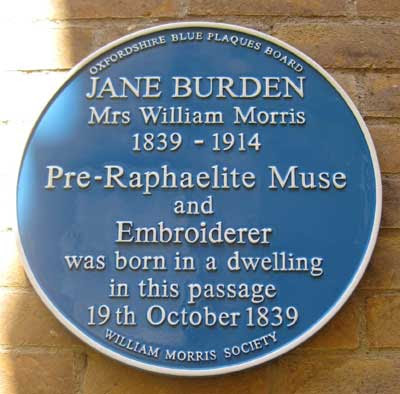 OXFORDSHIRE BLUE PLAQUES BOARD
JANE BURDEN
Mrs William Morris
1839 - 1914
Pre-Raphaelite Muse
and
Embroiderer
was born in a dwelling
in this passage
19th October 1839
WILLIAM MORRIS SOCIETY